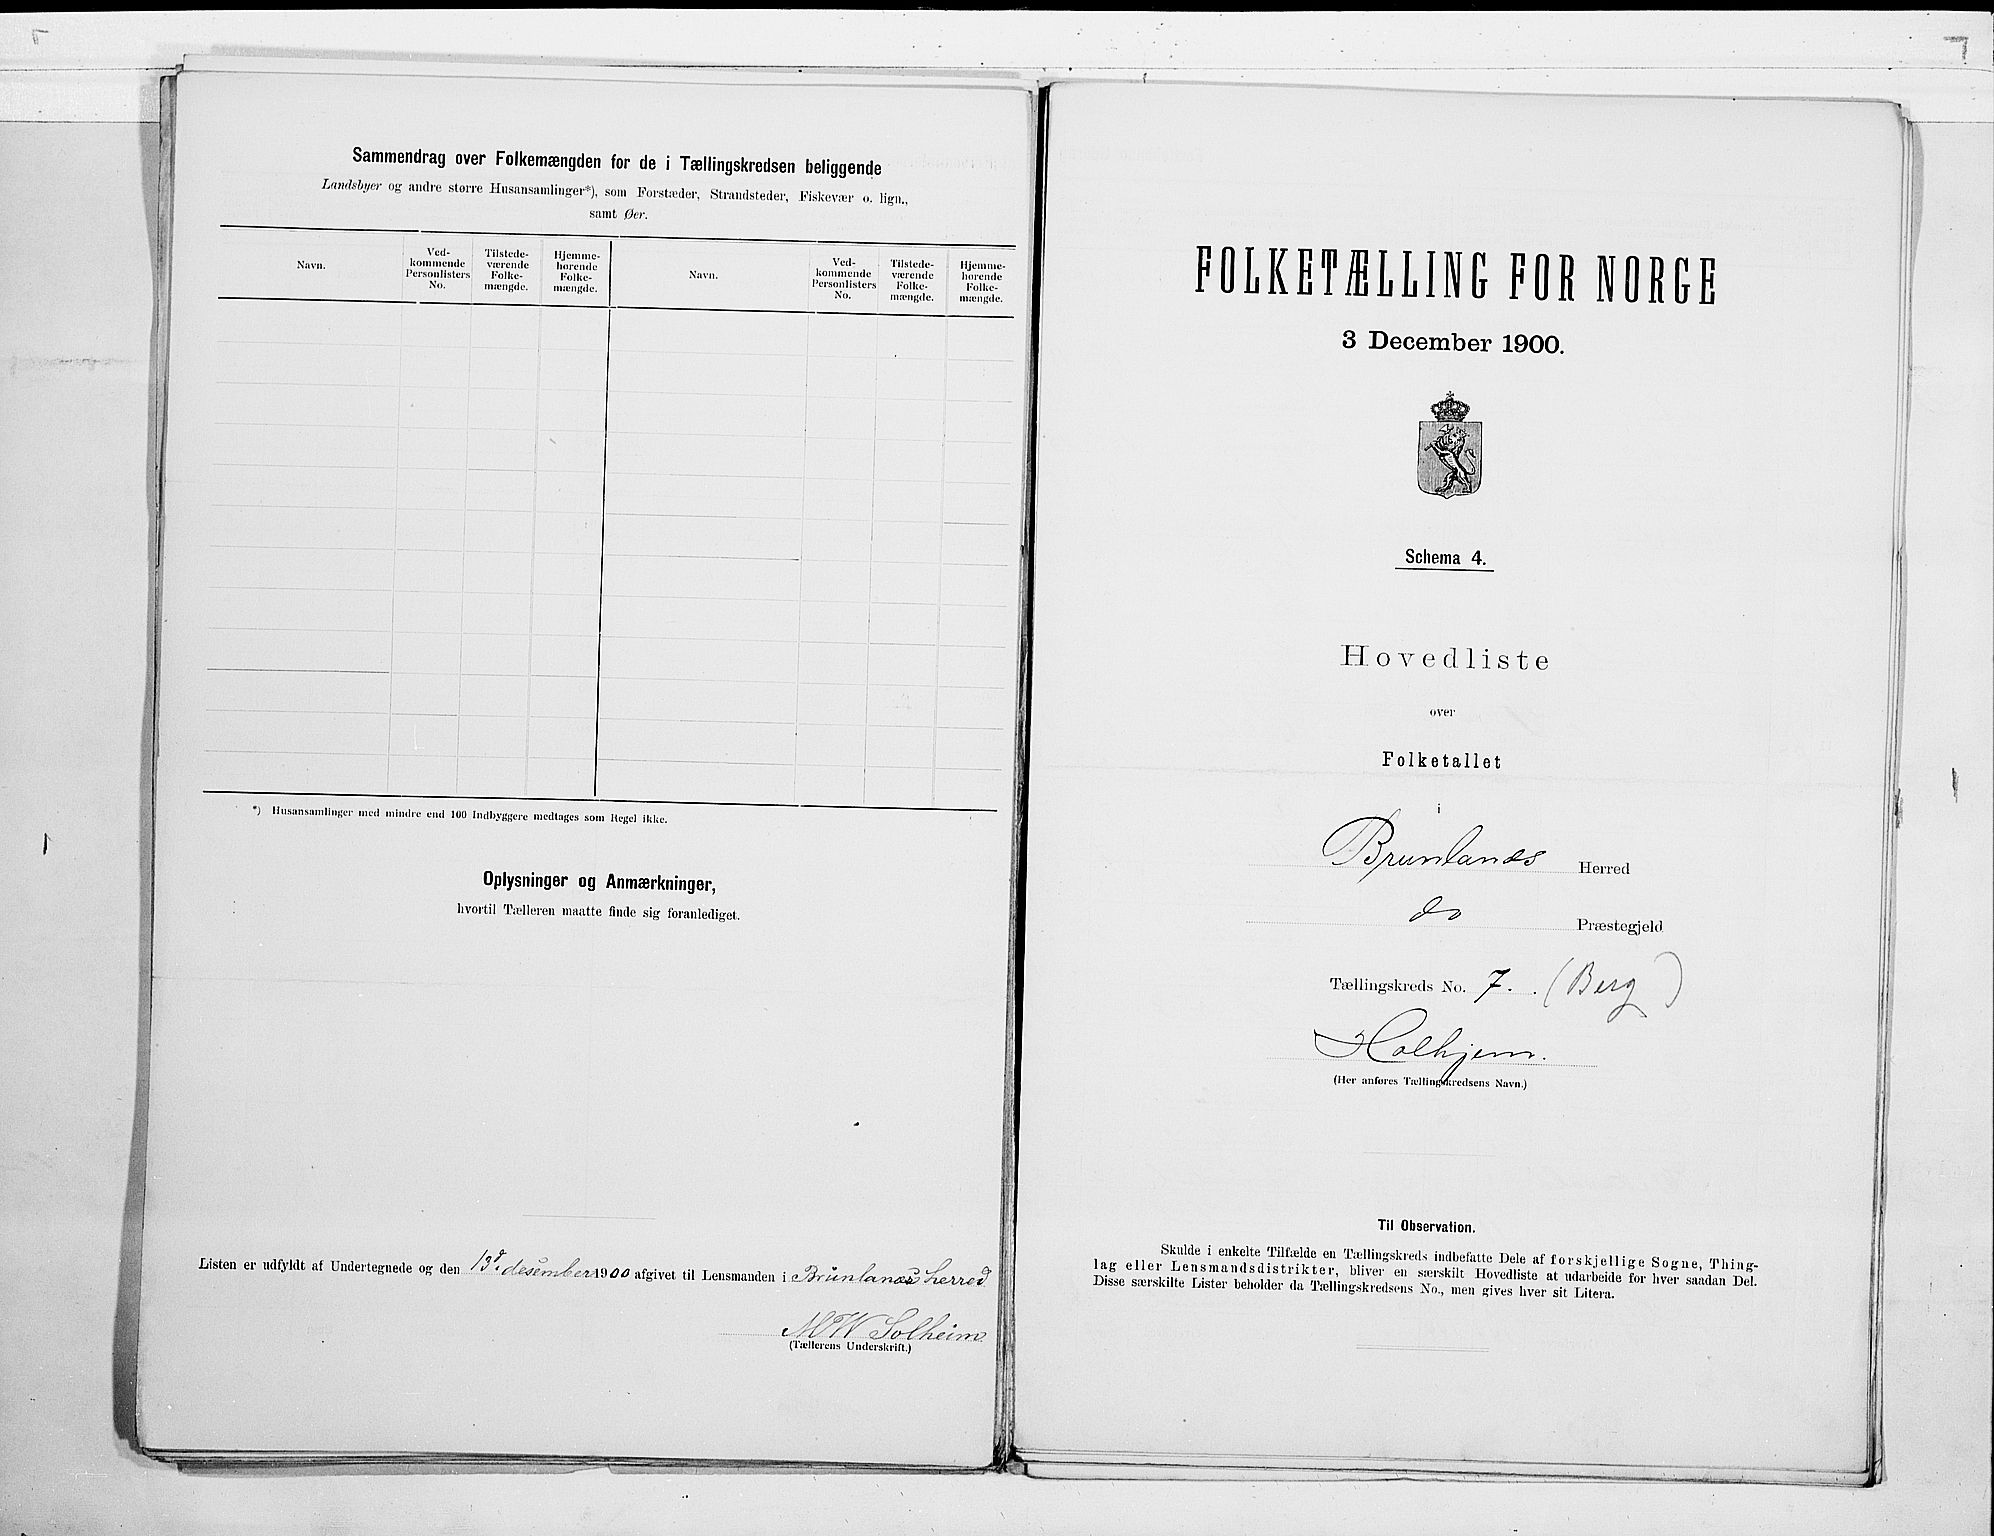 Sammendrag over Folkemængden for de i Tællingskredsen beliggende
Landsbyer og andre større Husansamlinger*), som Forstæder, Strandsteder, Fiskevær o. lign.,
samt Øer.
Navn.
Ved-
kommende
Personlisters
No.
Tilstede-
værende
Folke-
mængde.
Hjemme-
hørende
Folke-
mængde.
Navn.
Ved-
kommende
Personlisters
No.
Tilstede-
værende
Folke-
mængde.
Hjemme-
hørende
Folke-
mængde.
*) Husansamlinger med mindre end 100 Indbyggere medtages som Regel ikke.
Oplysninger og Anmærkninger,
hvortil Tælleren maatte finde sig foranlediget.
Listen er udfyldt af Undertegnede og den 13d. desember 1900 afgivet til Lensmanden i Brunlanæs herred
MW Solheim
(Tællerens Underskrift.)
FOLKETÆLLING FOR NORGE
3 December 1900.
Schema 4.
Hovedliste
over
Folketallet
i
Brunlanæs Herred
do Præstegjeld
Tællingskreds No. 7. (Berg)
Holhjem.
(Her anføres Tællingskredsens Navn.)
Til Observation.
Skulde i enkelte Tilfælde en Tællingskreds indbefatte Dele af forskjellige Sogne, Thing-
lag eller Lensmandsdistrikter, bliver en særskilt Hovedliste at udarbeide for hver saadan Del.
Disse særskilte Lister beholder da Tællingskredsens No., men gives hver sit Litera.